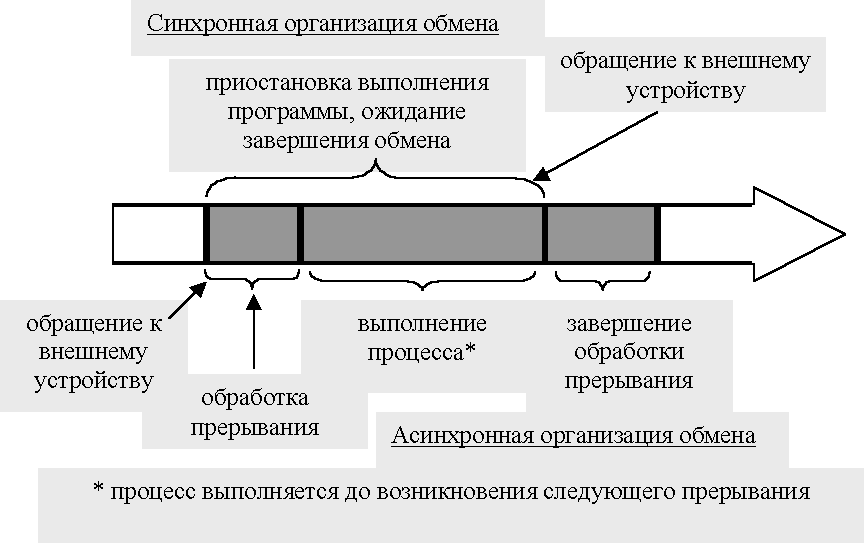 Синхронная организация обмена
приостановка выполнения
программы, ожидание
завершения обмена
обращение к внешнему
устройству
обращение к
внешнему
устройству
обработка
прерывания
выполнение
процесса*
завершение
обработки
прерывания
Асинхронная организация обмена
* процесс выполняется до возникновения следующего прерывания